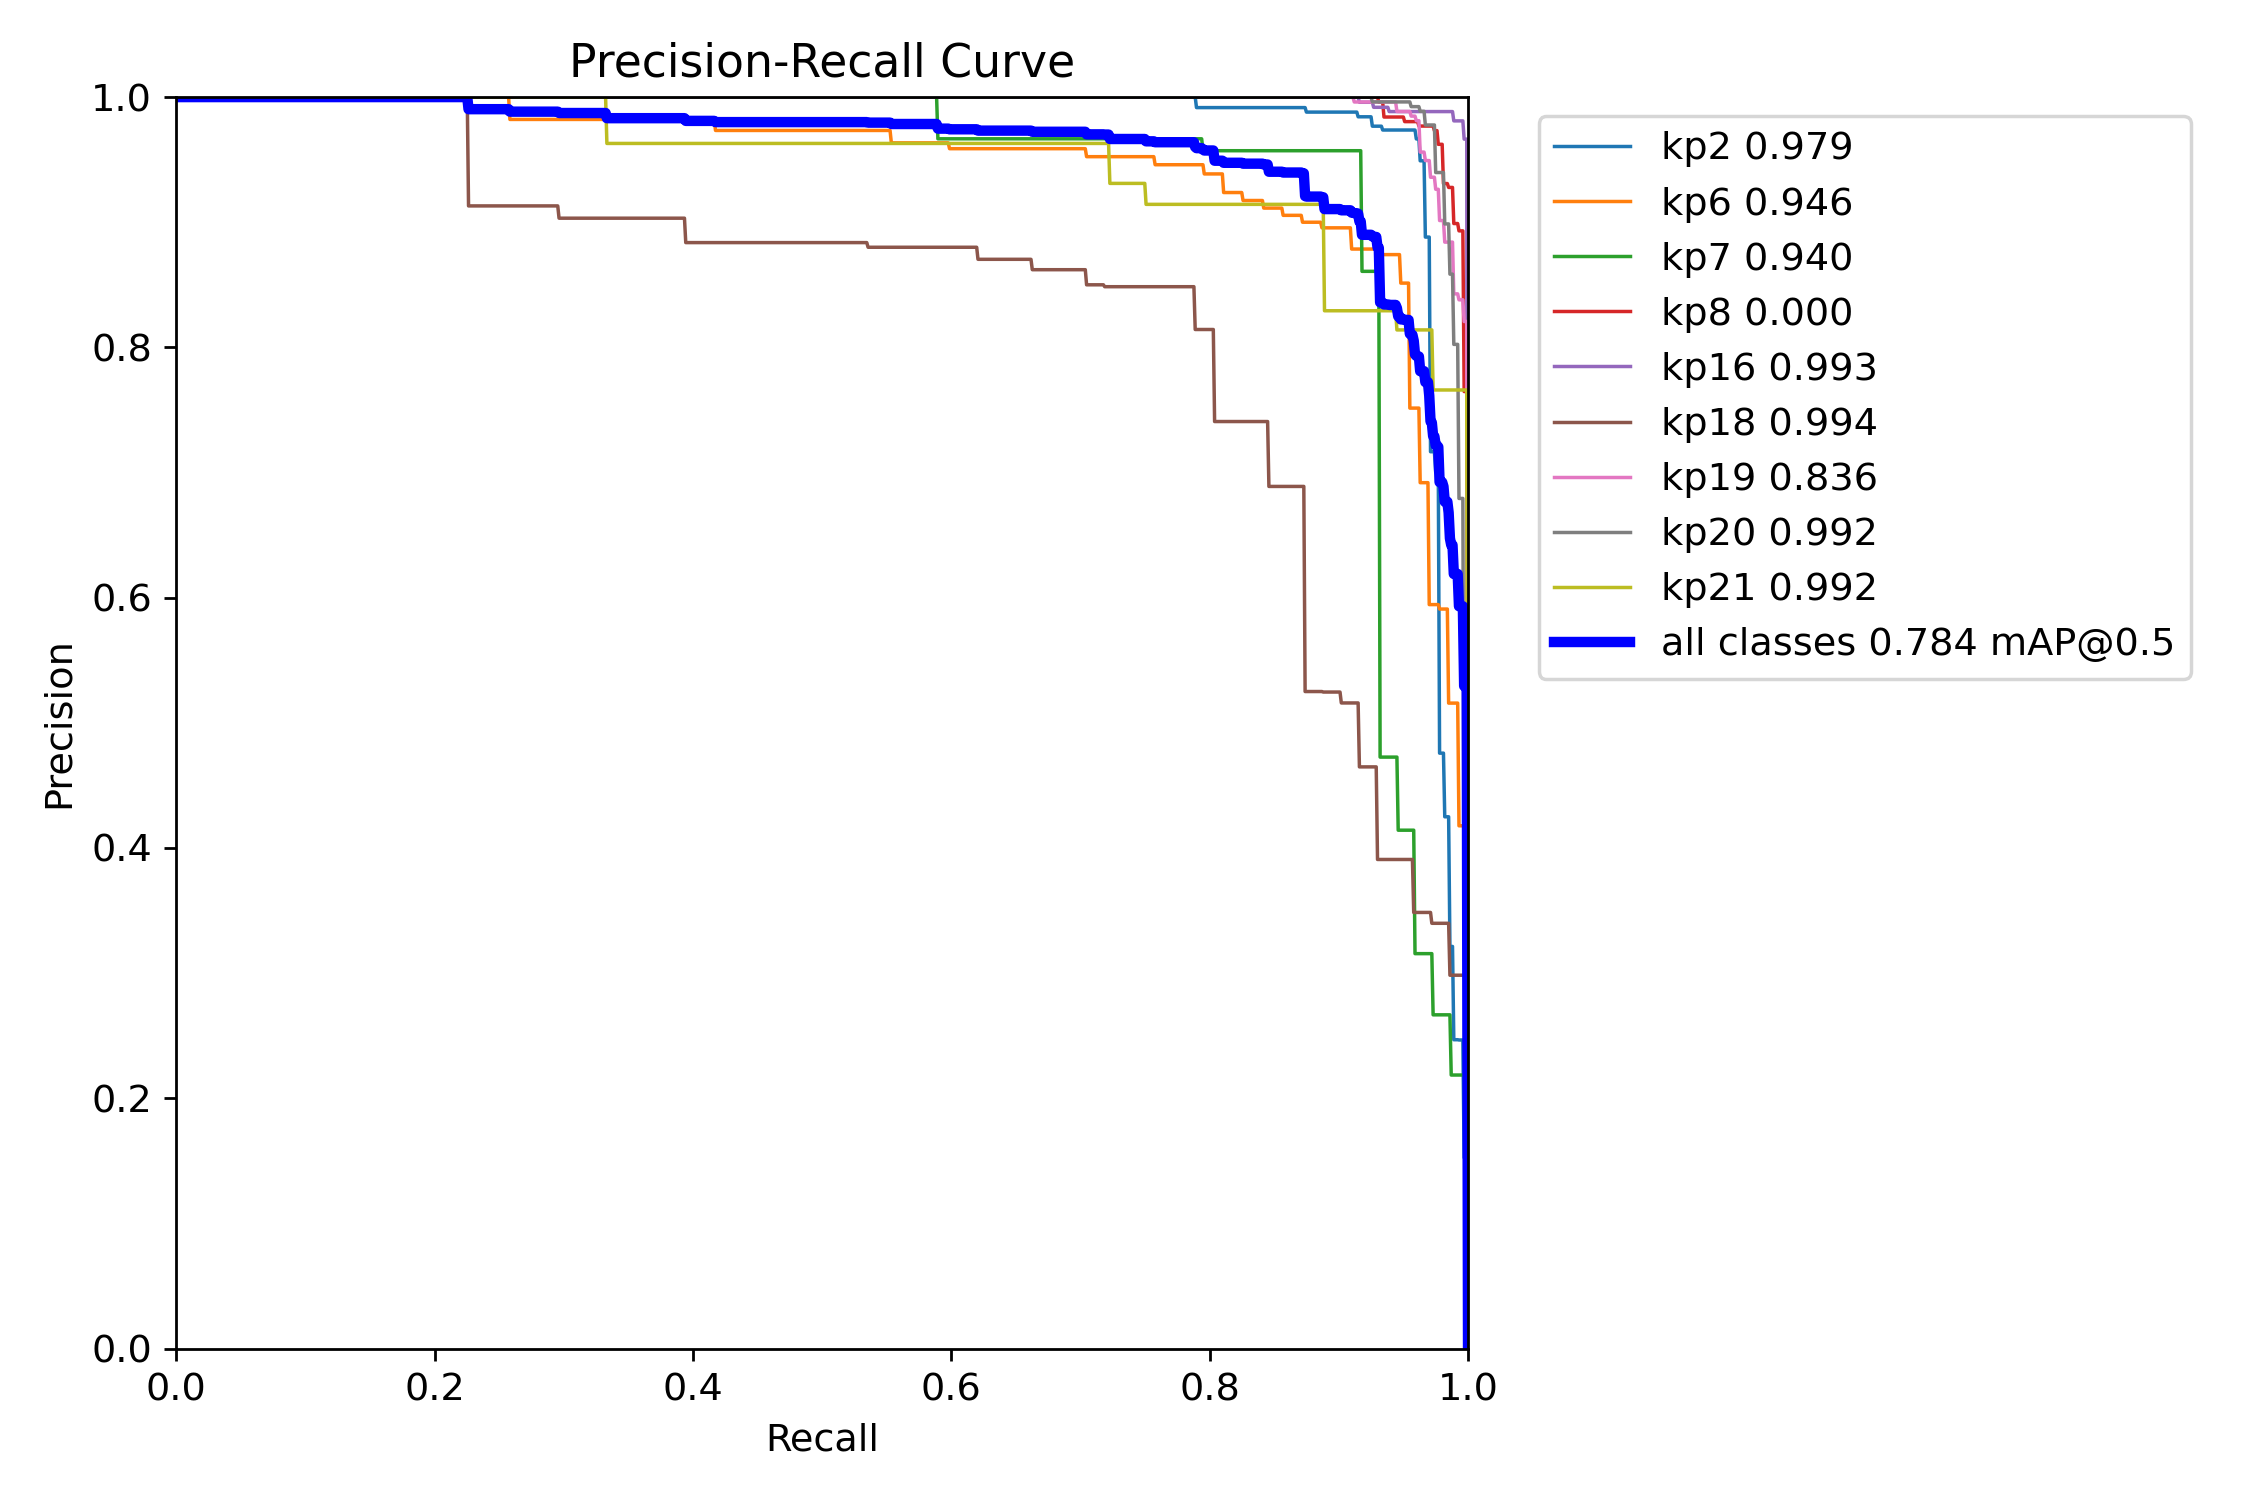 Precision-Recall Curve
1.0
0.8
0.6
0.4
0.2
0.0
Precision
0.0 0.2 0.4 0.6 0.8 1.0
Recall
kp2 0.979
kp6 0.946
kp7 0.940
kp8 0.000
kp16 0.993
kp18 0.994
kp19 0.836
kp20 0.992
kp21 0.992
all classes 0.784 mAP@0.5